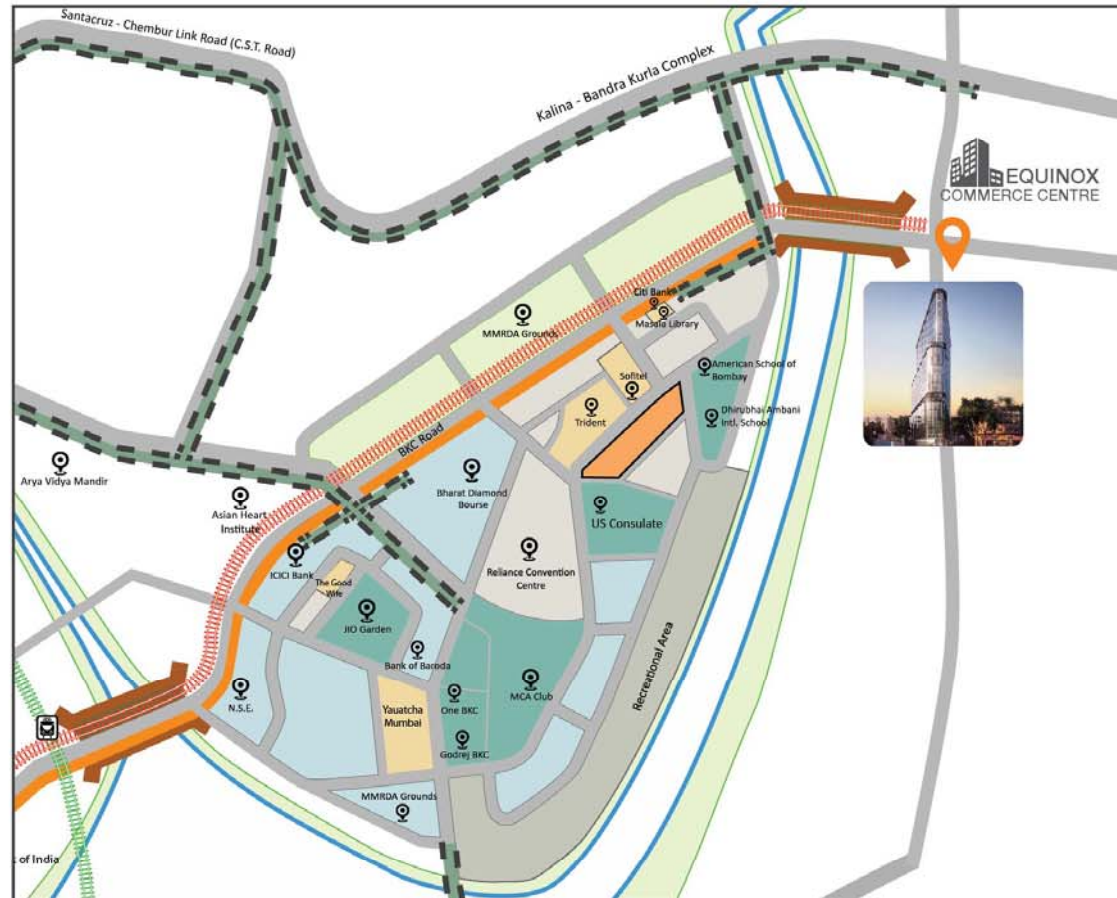 Santacruz - Chembur Link Road (C.S.T. Road)
Kalina - Bandra Kurla Complex
EQUINOX
COMMERCE CENTRE
Citi Bank
Masala Library
MMRDA Grounds
American School of
Bombay
Sofitel
Trident
Dhirubhai Ambani
Intl. School
BKC Road
Arya Vidya Mandir
Bharat Diamond
Bourse
Asian Heart
Institute
US Consulate
ICICI Bank
Reliance Convention
Centre
The Good
Wife
JIO Garden
Bank of Baroda
Recreational Area
N.S.E.
MCA Club
One BKC
Yauatcha
Mumbai
Godrej BKC
MMRDA Grounds
of India